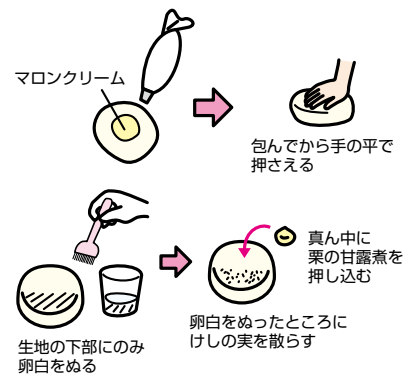 マロンクリーム
包んでから手の平で
押さえる
生地の下部にのみ
卵白をぬる
真ん中に
栗の甘露煮を
押し込む
卵白をぬったところに
けしの実を散らす